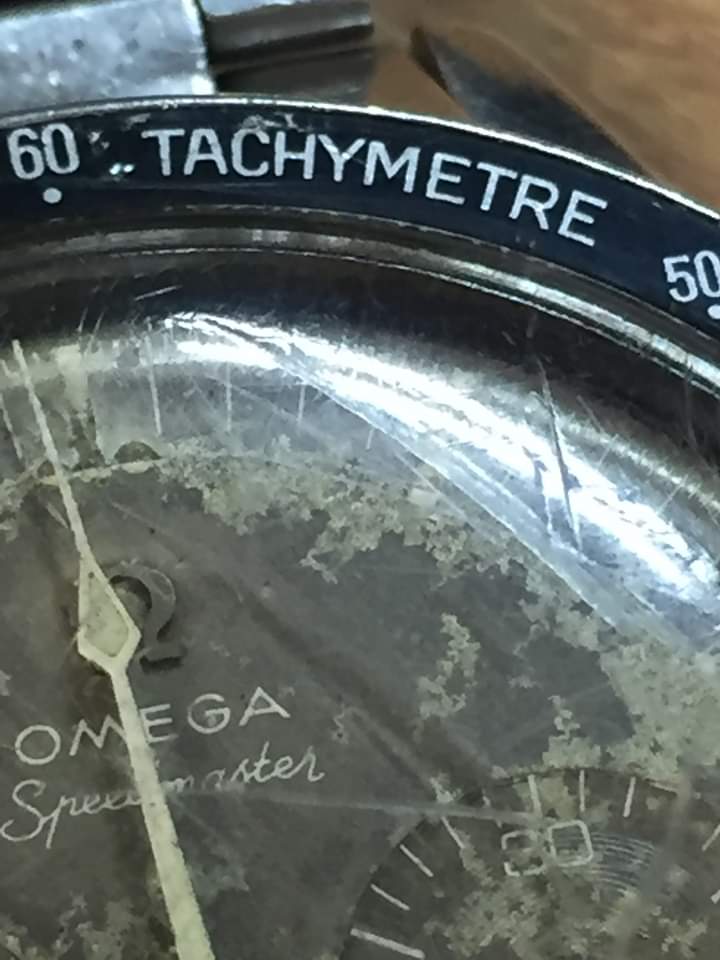 60 TACHYMETRE 50
OMEGA
Speedmaster
30